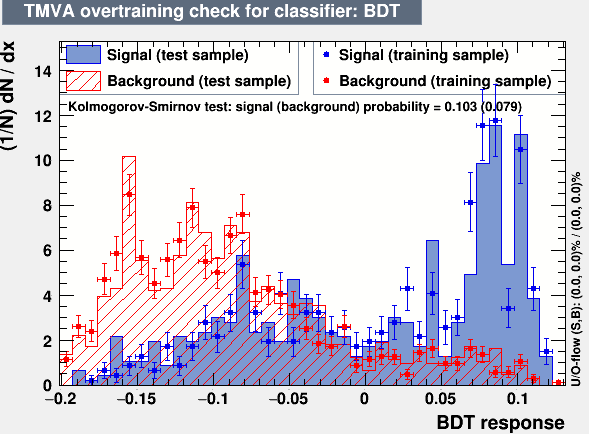 TMVA overtraining check for classifier: BDT
(1/N) dN / dx
Signal (test sample)
Signal (training sample)
Background (test sample)
Background (training sample)
Kolmogorov-Smirnov test: signal (background) probability = 0.103 (0.079)
14
12
10
8
6
4
2
0
−0.2 −0.15 −0.1 −0.05 0 0.05 0.1
BDT response
U/O-flow (S,B): (0.0, 0.0)% / (0.0, 0.0)%